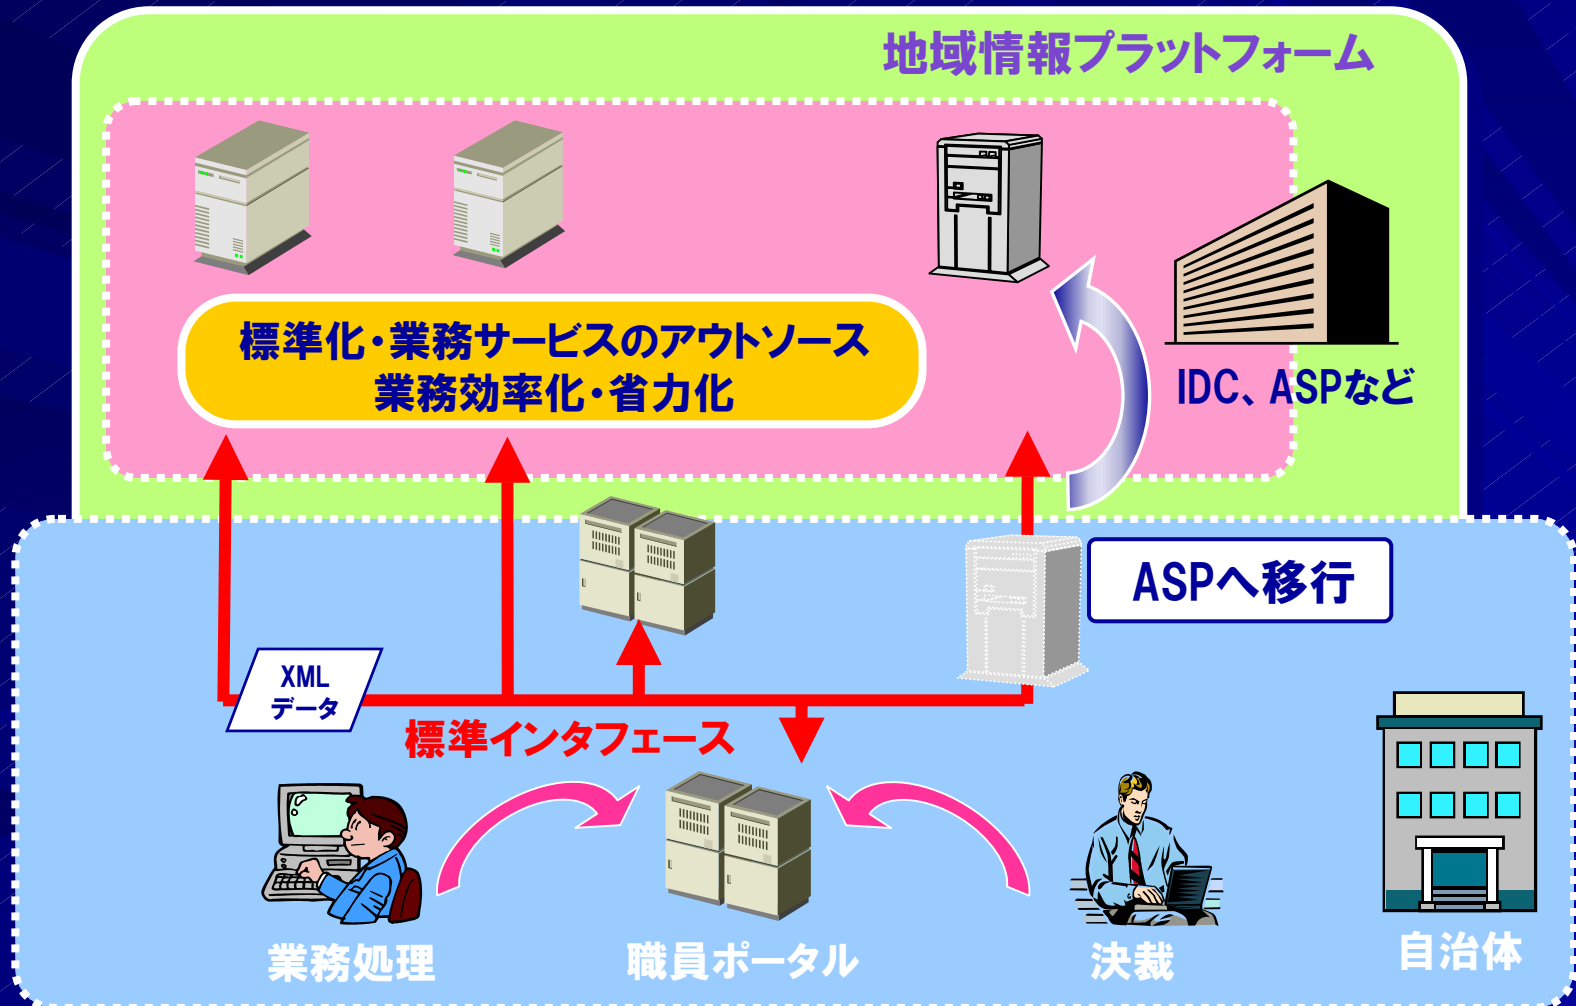 地域情報プラットフォーム
標準化・業務サービスのアウトソース
業務効率化・省力化
IDC、ASPなど
ASPへ移行
XML
データ
標準インタフェース
業務処理
職員ポータル
決裁
自治体